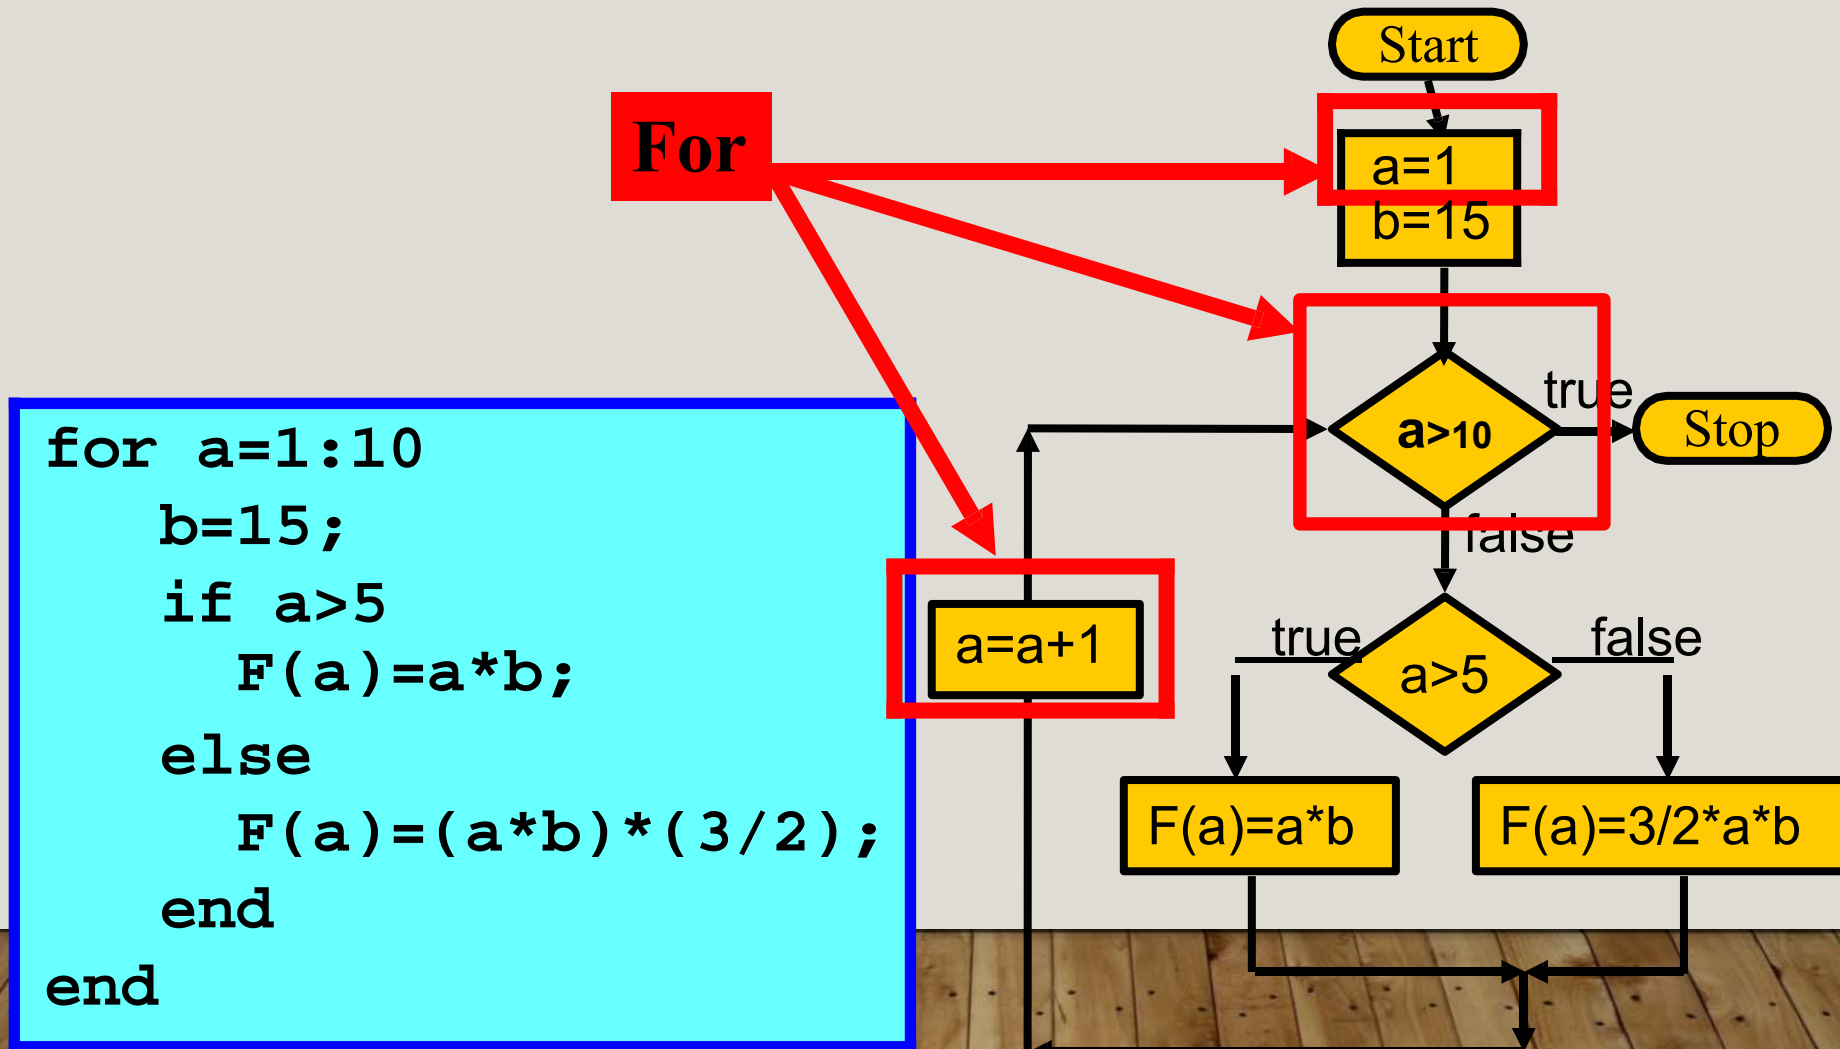 Start
For
a=1
b=15
true
a>10
Stop
false
for a=1:10
b=15;
if a>5
F(a)=a*b;
else
F(a)=(a*b)*(3/2);
end
end
a=a+1
true
a>5
false
F(a)=a*b
F(a)=3/2*a*b